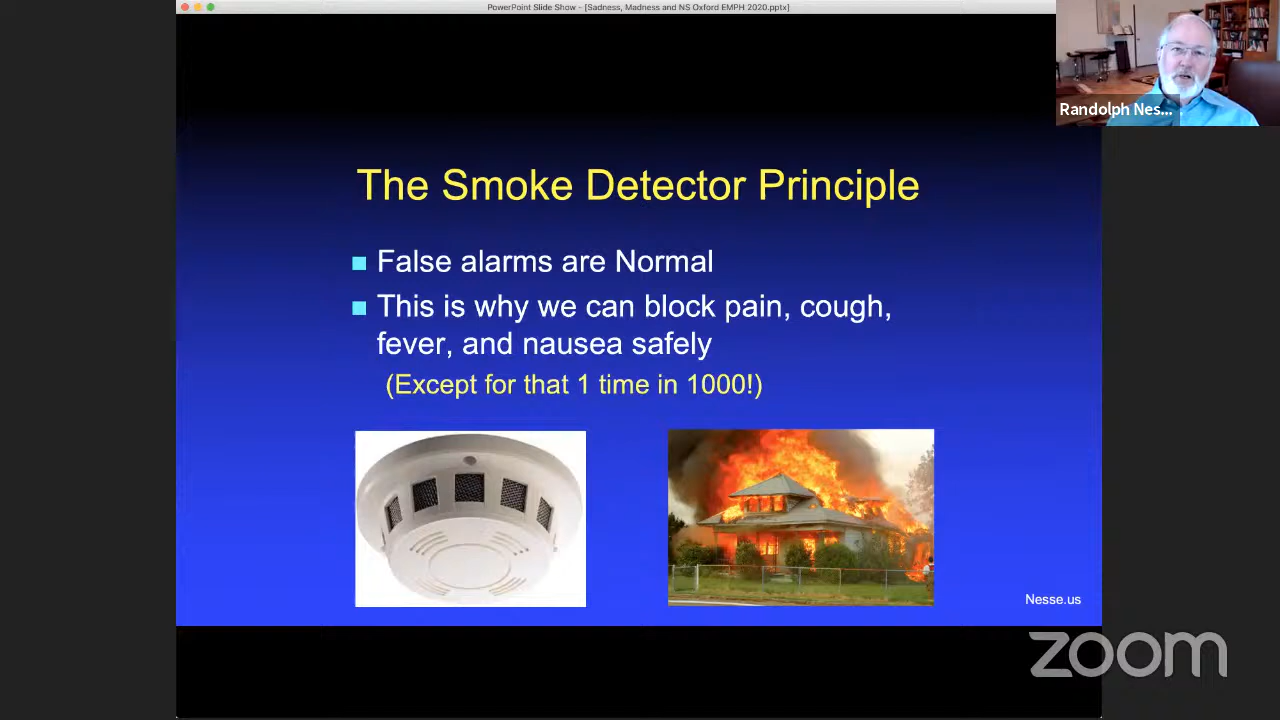 PowerPoint Slide Show - [Sadness, Madness and NS Oxford EMPH 2020.pptx]
Randolph Nes...
The Smoke Detector Principle
False alarms are Normal
This is why we can block pain, cough,
fever, and nausea safely
(Except for that 1 time in 1000!)
Nesse.us
zoom